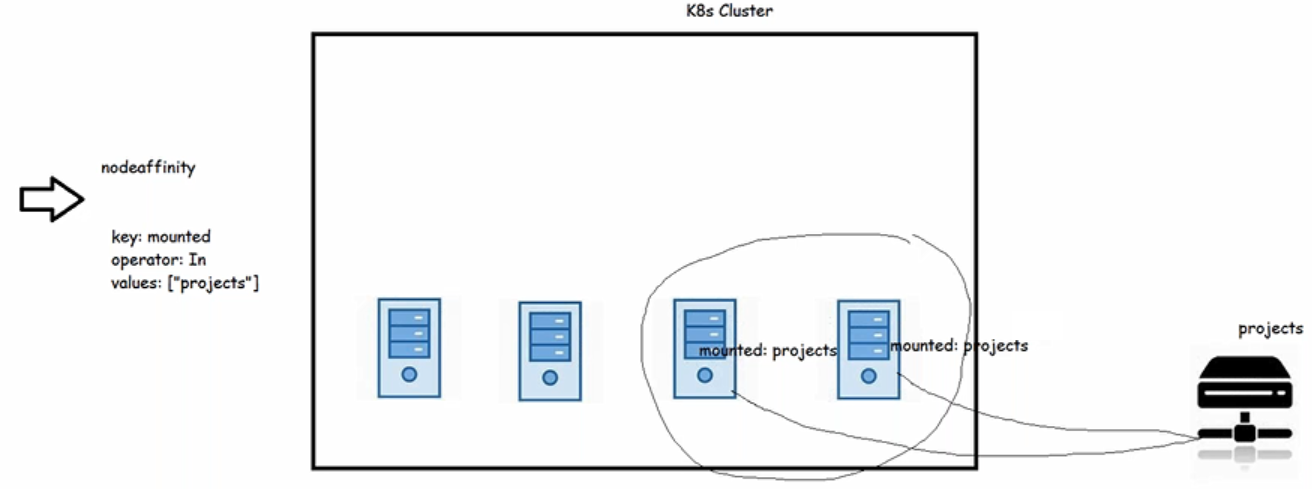 K8s Cluster
nodeaffinity
key: mounted
operator: In
values: ["projects"]
mounted: projects
mounted: projects
projects